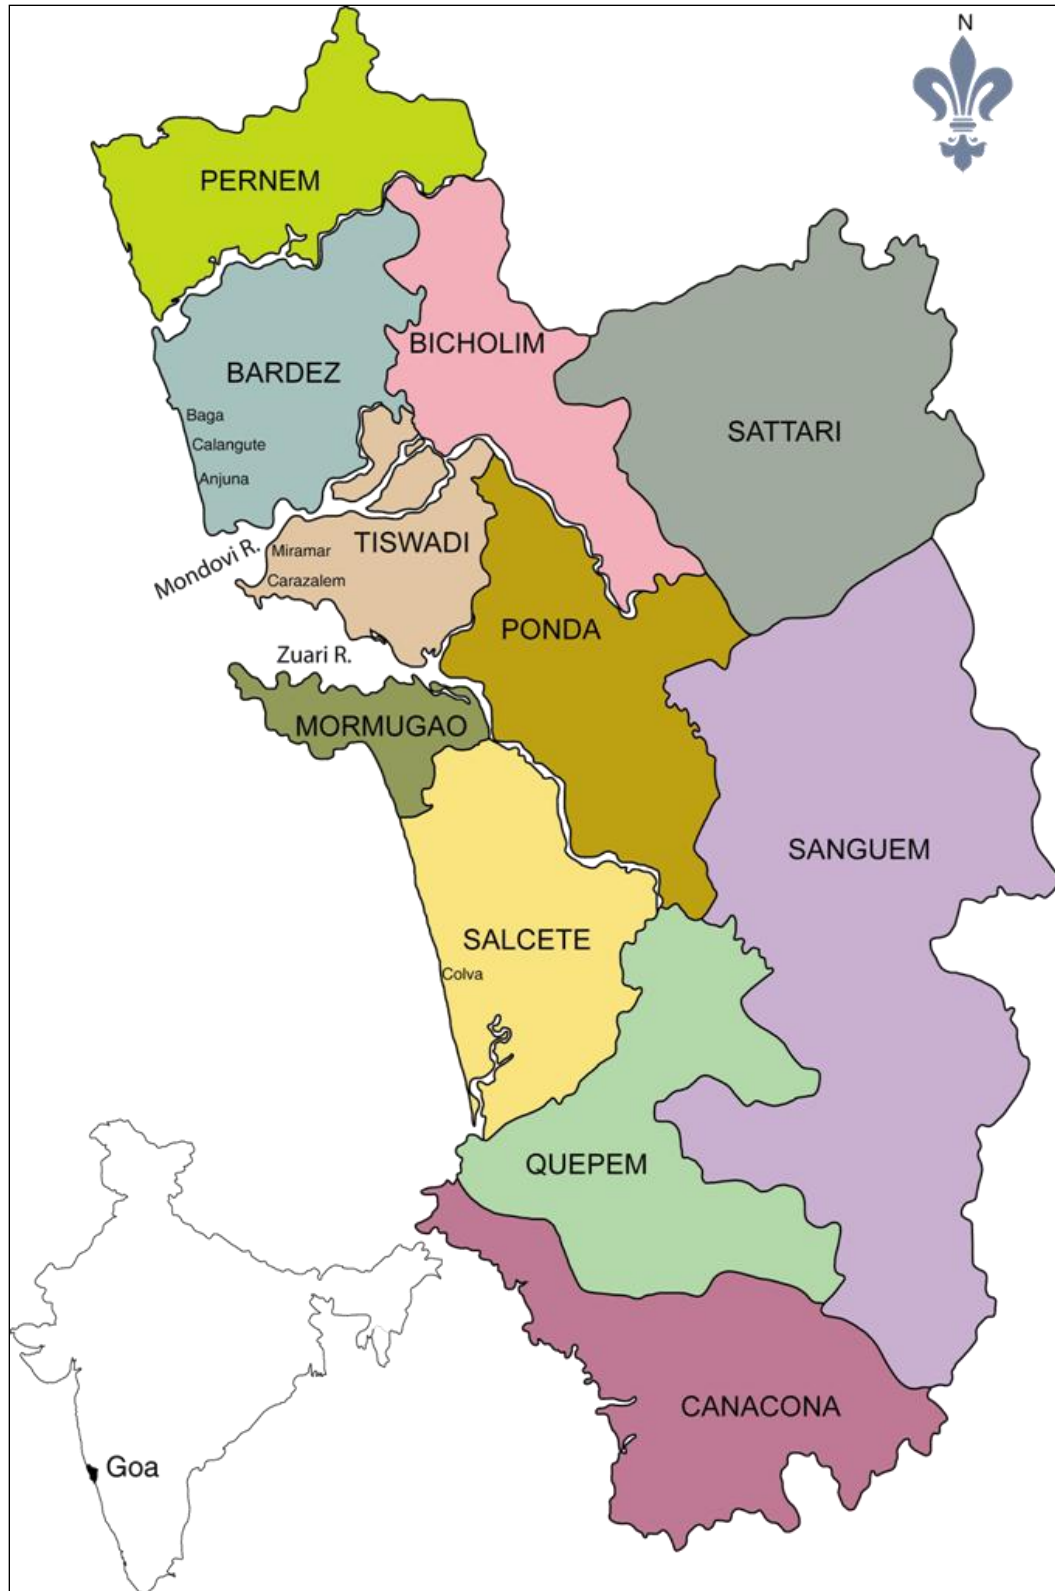 N
PERNEM
BICHOLIM
BARDEZ
Baga
SATTARI
Calangute
Anjuna
TISWADI
Miramar
Mondovi R.
Carazalem
PONDA
Zuari R.
MORMUGAO
SANGUEM
SALCETE
Colva
QUEPEM
CANACONA
Goa